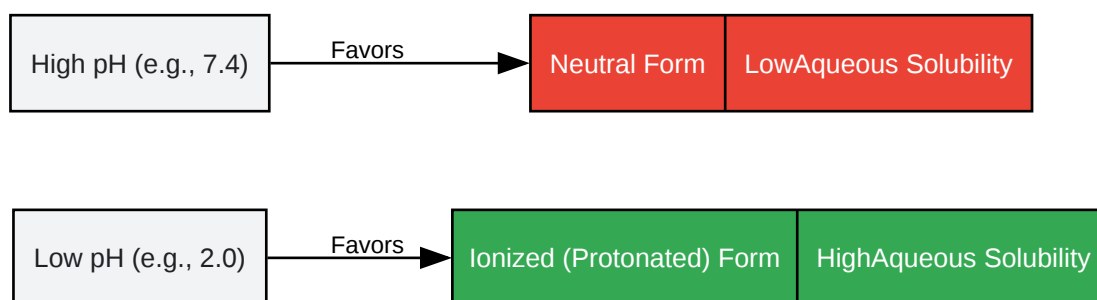 High pH (e.g., 7.4)
Favors
Neutral Form
LowAqueous Solubility
Low pH (e.g., 2.0)
Favors
Ionized (Protonated) Form
HighAqueous Solubility